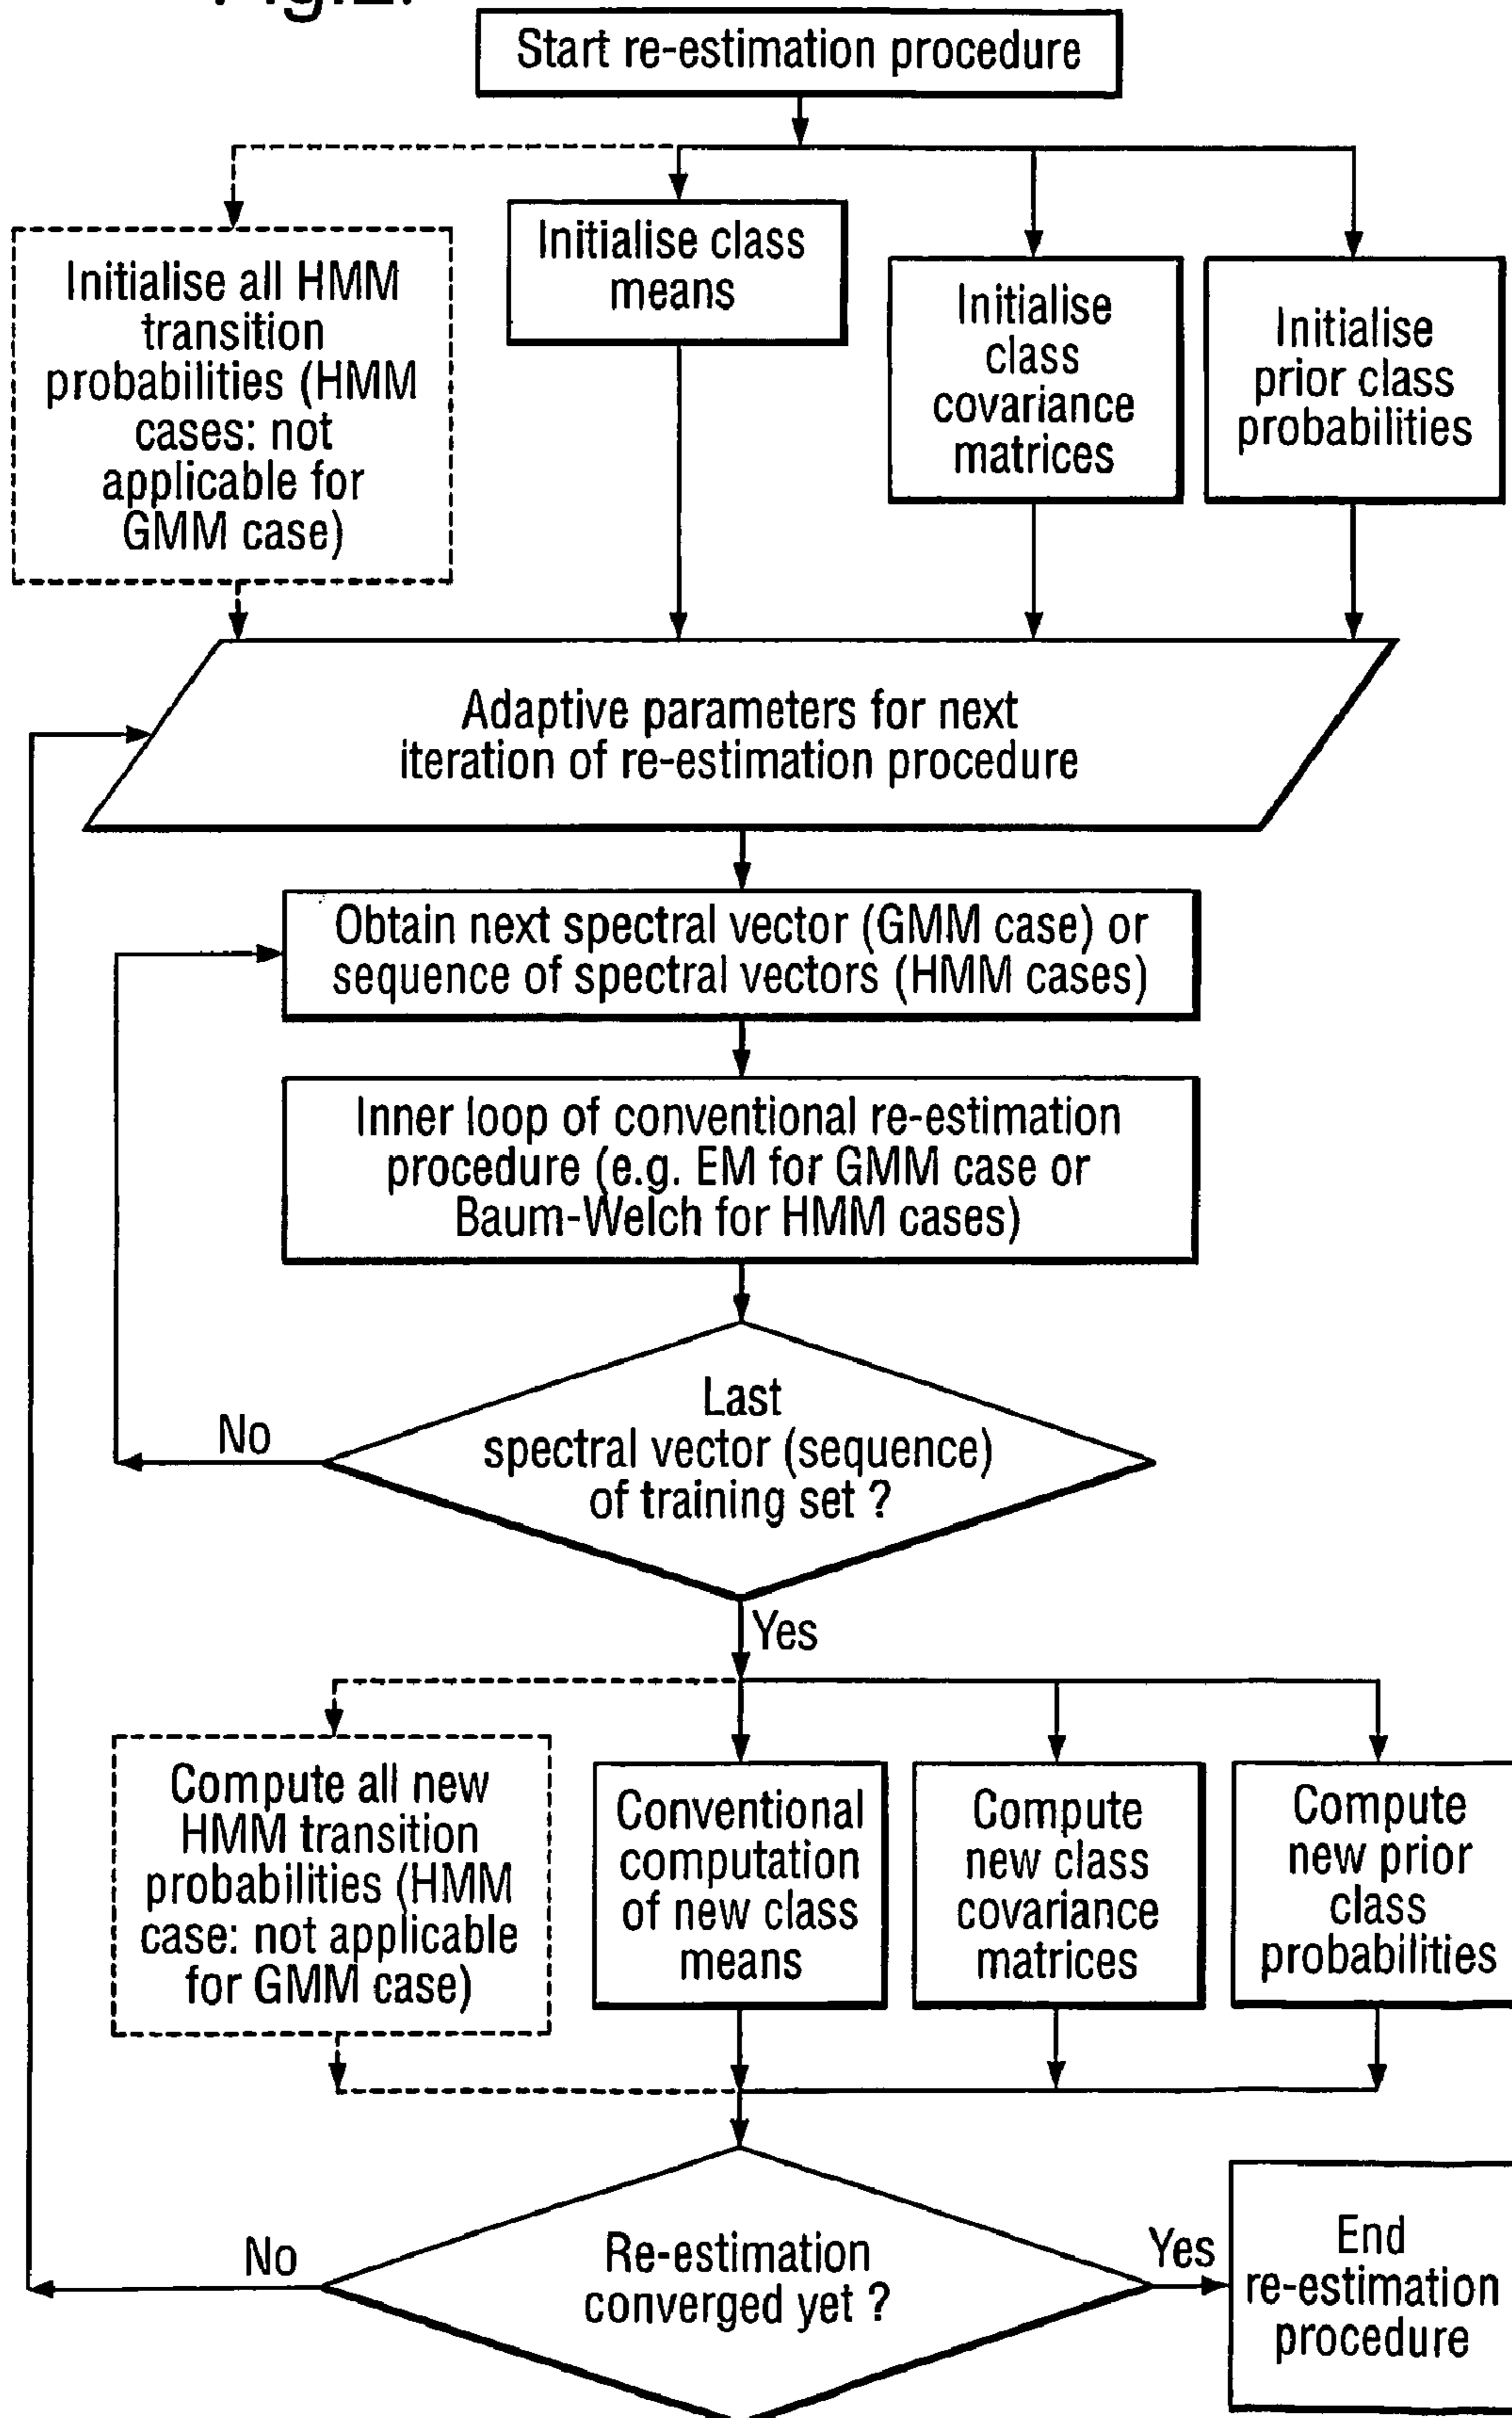 Start re-estimation procedure
Initialise all HMM
transition
probabilities (HMM
cases: not
applicable for
GMM case)
Initialise class
means
Initialise
class
covariance
matrices
Initialise
prior class
probabilities
Adaptive parameters for next
iteration of re-estimation procedure
Obtain next spectral vector (GMM case) or
sequence of spectral vectors (HMM cases)
Inner loop of conventional re-estimation
procedure (e.g. EM for GMM case or
Baum-Welch for HMM cases)
Last
spectral vector (sequence)
of training set ?
No
Yes
Compute all new
HMM transition
probabilities (HMM
case: not applicable
for GMM case)
Conventional
computation
of new class
means
Compute
new class
covariance
matrices
Compute
new prior
class
probabilities
Re-estimation
converged yet ?
No
Yes
End
re-estimation
procedure